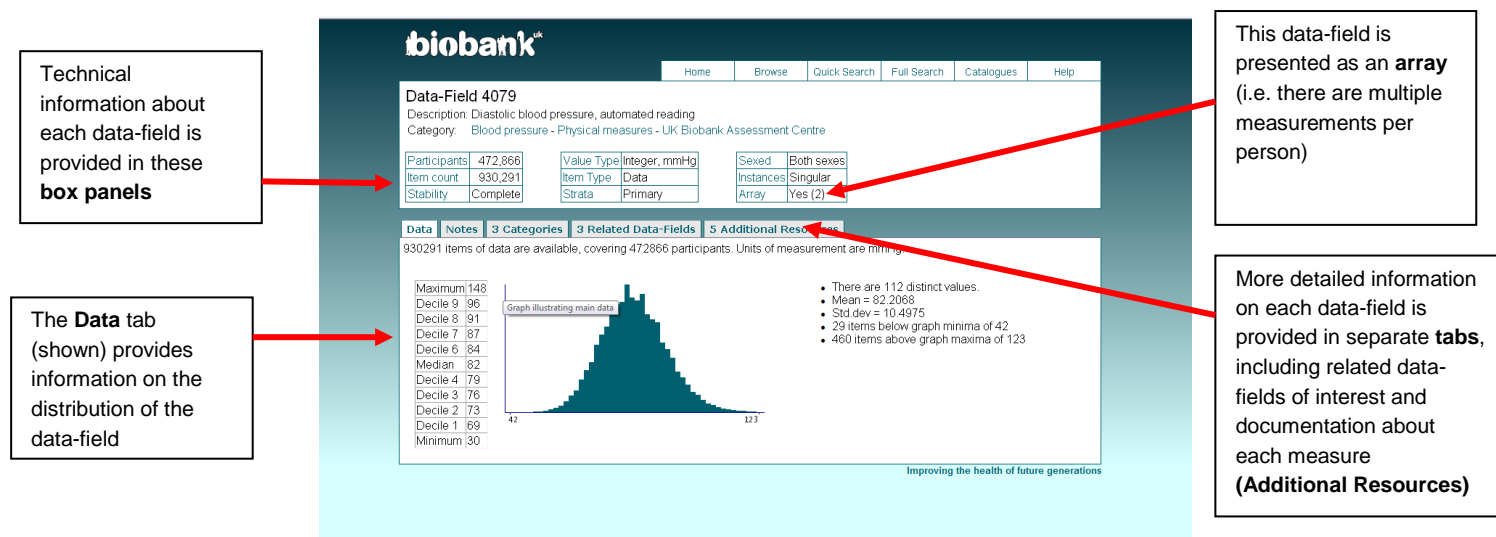 Technical
information about
each data-field is
provided in these
box panels
The Data tab
(shown) provides
information on the
distribution of the
data-field
biobank uk
Home Browse Quick Search Full Search Catalogues Help
Data-Field 4079
Description: Diastolic blood pressure, automated reading
Category: Blood pressure - Physical measures - UK Biobank Assessment Centre
Participants 472,866 Value Type Integer, mmHg Sexed Both sexes
Item count 930,291 Item Type Data Instances Singular
Stability Complete Strata Primary Array Yes (2)
Data Notes 3 Categories 3 Related Data-Fields 5 Additional
930291 items of data are available, covering 472866 participants. Units of measurement are
Maximum 148
Decile 9 96
Decile 8 91
Decile 7 87
Decile 6 84
Median 82
Decile 4 79
Decile 3 76
Decile 2 73
Decile 1 69
Minimum 30
Graph illustrating main data
42 123
There are 112 distinct values.
Mean = 82.2068
Std.dev = 10.4975
29 items below graph minima of 42
460 items above graph maxima of 123
Improving the health of future generations
This data-field is
presented as an array
(i.e. there are multiple
measurements per
person)
More detailed information
on each data-field is
provided in separate tabs,
including related data-
fields of interest and
documentation about
each measure
(Additional Resources)